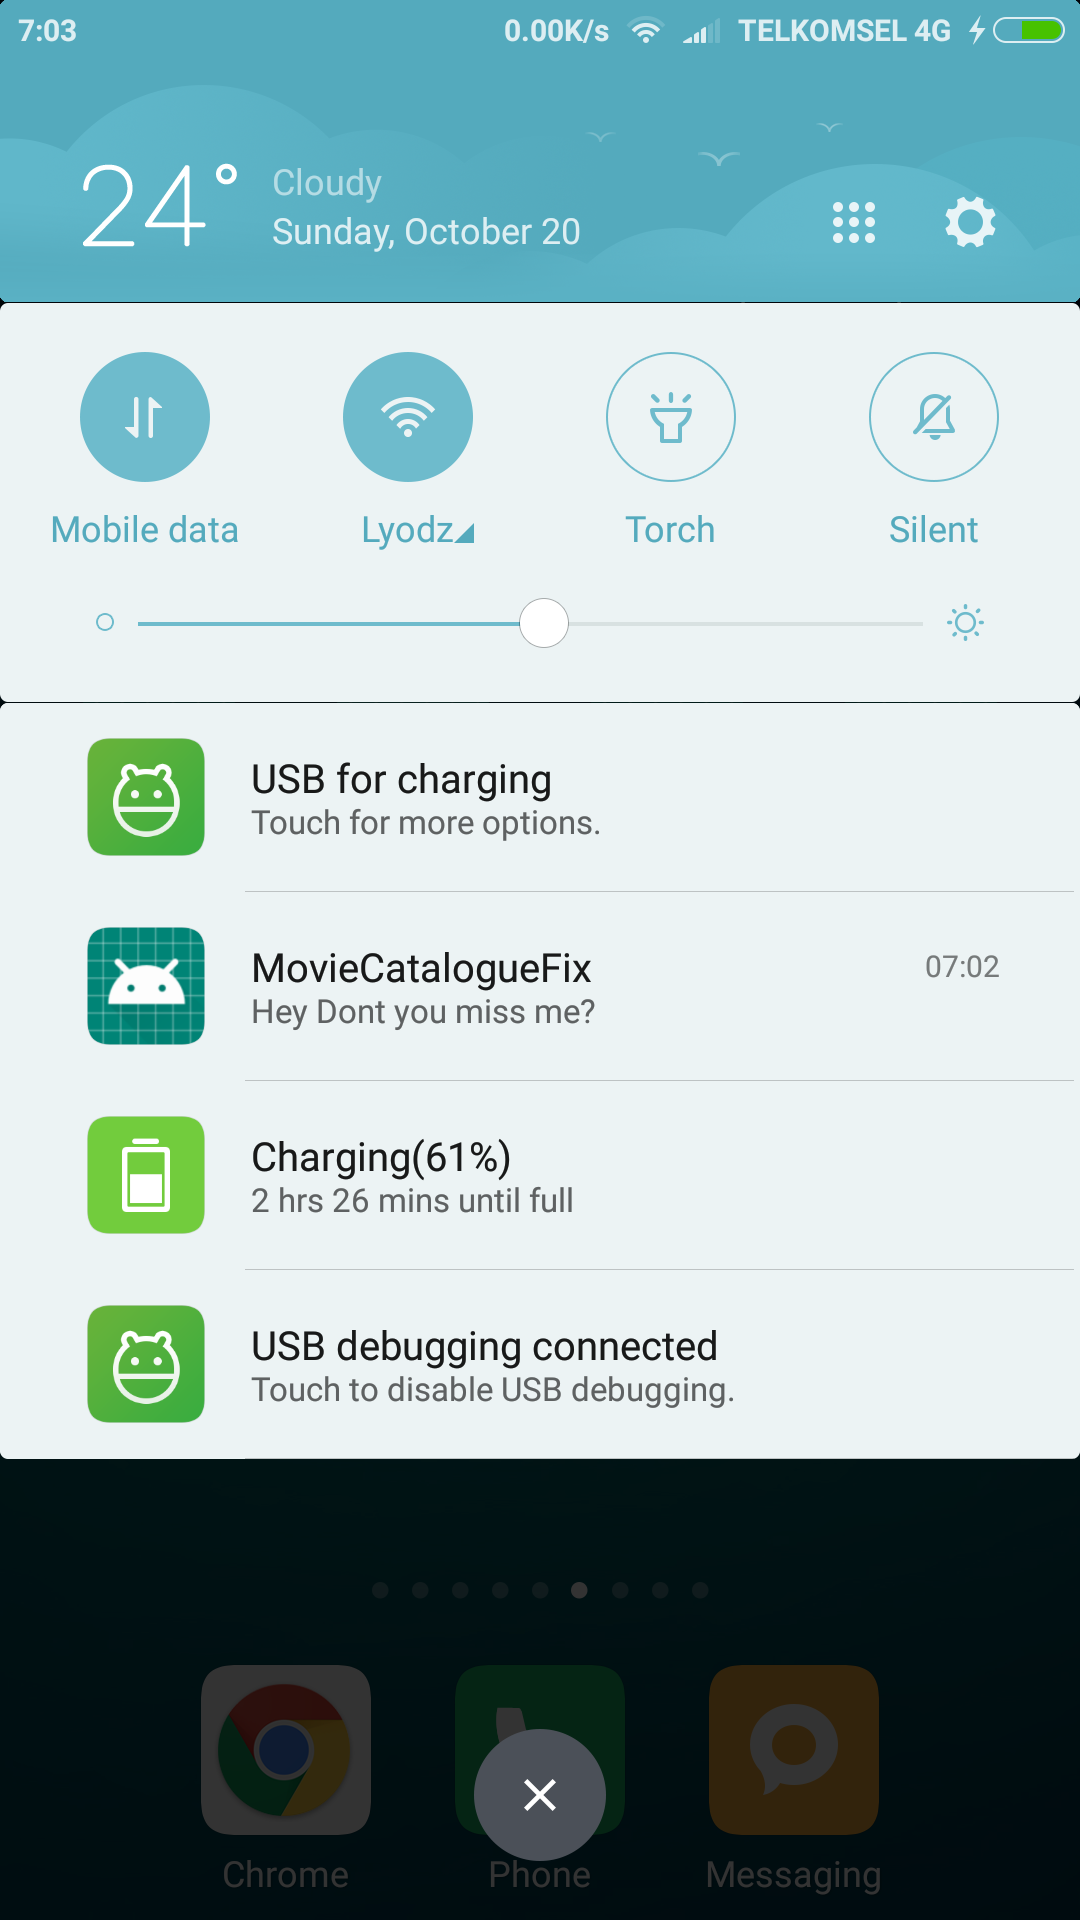 7:03 0.00K/s TELKOMSEL 4G
24° Cloudy
Sunday, October 20
Mobile data Lyodz Torch Silent
USB for charging
Touch for more options.
MovieCatalogueFix 07:02
Hey Dont you miss me?
Charging(61%)
2 hrs 26 mins until full
USB debugging connected
Touch to disable USB debugging.
Chrome Phone Messaging